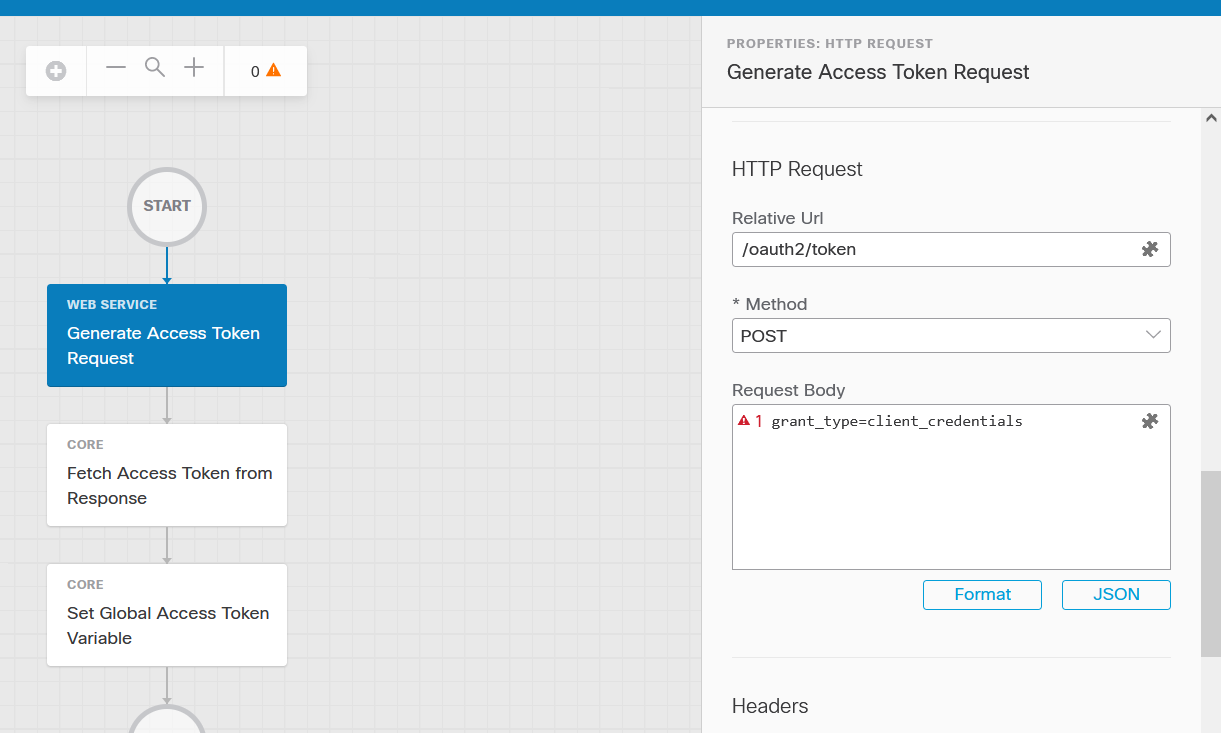 0
START
WEB SERVICE
Generate Access Token
Request
CORE
Fetch Access Token from
Response
CORE
Set Global Access Token
Variable
PROPERTIES: HTTP REQUEST
Generate Access Token Request
HTTP Request
Relative Url
/oauth2/token
* Method
POST
Request Body
1 grant_type=client_credentials
Format
JSON
Headers